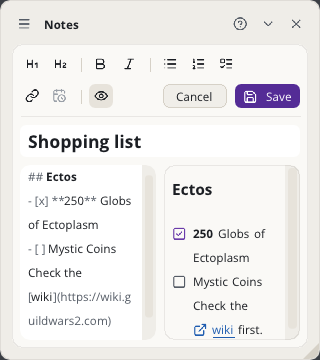 Notes
H1 H2 B I
Cancel Save
Shopping list
## Ectos
- [x] **250** Globs
of Ectoplasm
- [ ] Mystic Coins
Check the
[wiki](https://wiki.g
uildwars2.com)
Ectos
250 Globs of
Ectoplasm
Mystic Coins
Check the
wiki first.